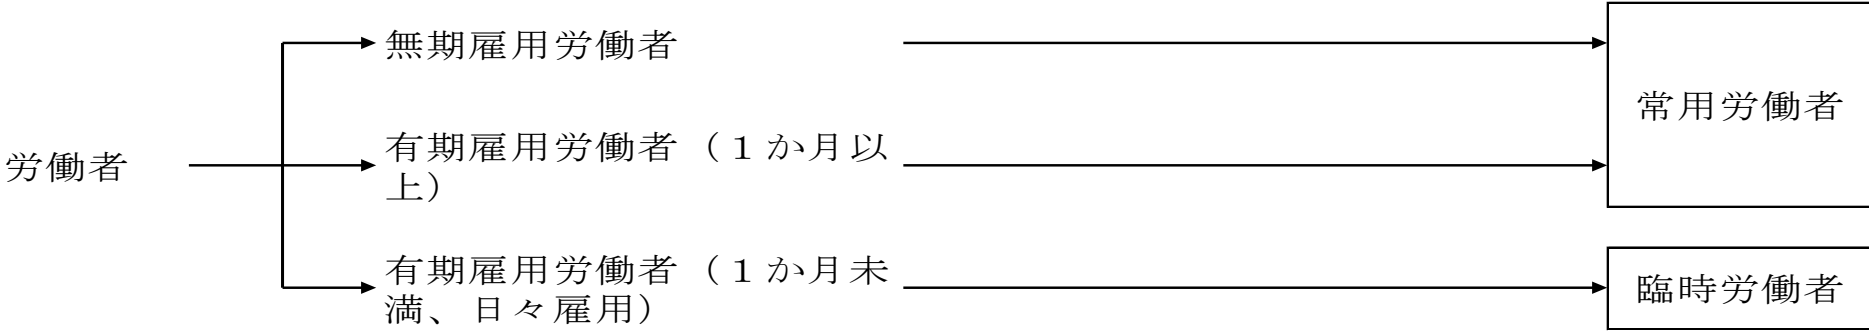 労働者
無期雇用労働者
有期雇用労働者（１か月以
上）
有期雇用労働者（１か月未
満、日々雇用）
常用労働者
臨時労働者